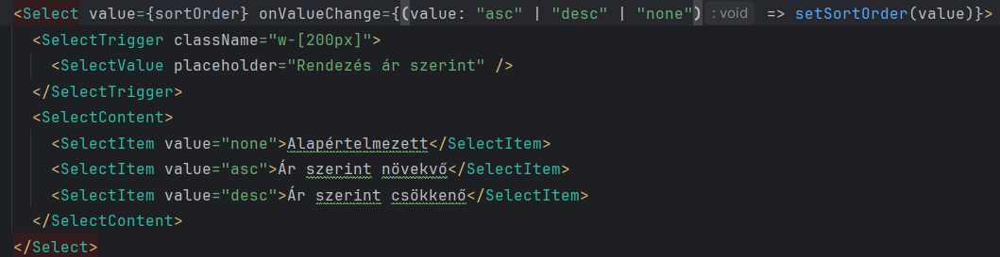 <Select value={sortOrder} onValueChange={(value: "asc" | "desc" | "none") : void => setSortOrder(value)}>
<SelectTrigger className="w-[200px]">
<SelectValue placeholder="Rendezés ár szerint" />
</SelectTrigger>
<SelectContent>
<SelectItem value="none">Alapértelmezett</SelectItem>
<SelectItem value="asc">Ár szerint növekvő</SelectItem>
<SelectItem value="desc">Ár szerint csökkenő</SelectItem>
</SelectContent>
</Select>